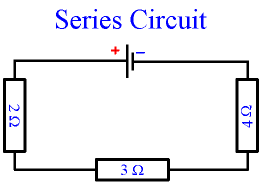 Series Circuit
+ −
2 Ω
4 Ω
3 Ω